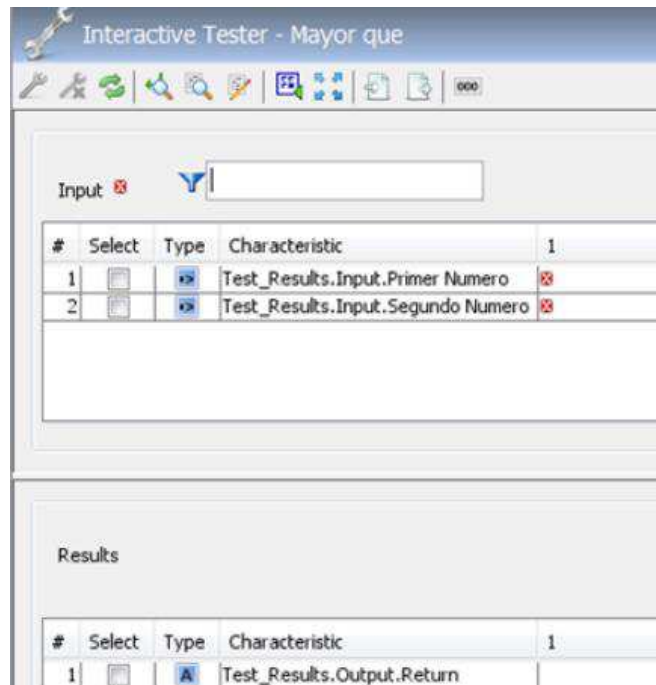 Interactive Tester - Mayor que
000
Input
# Select Type Characteristic 1
1 Test_Results.Input.Primer Numero
2 Test_Results.Input.Segundo Numero
Results
# Select Type Characteristic 1
1 A Test_Results.Output.Return